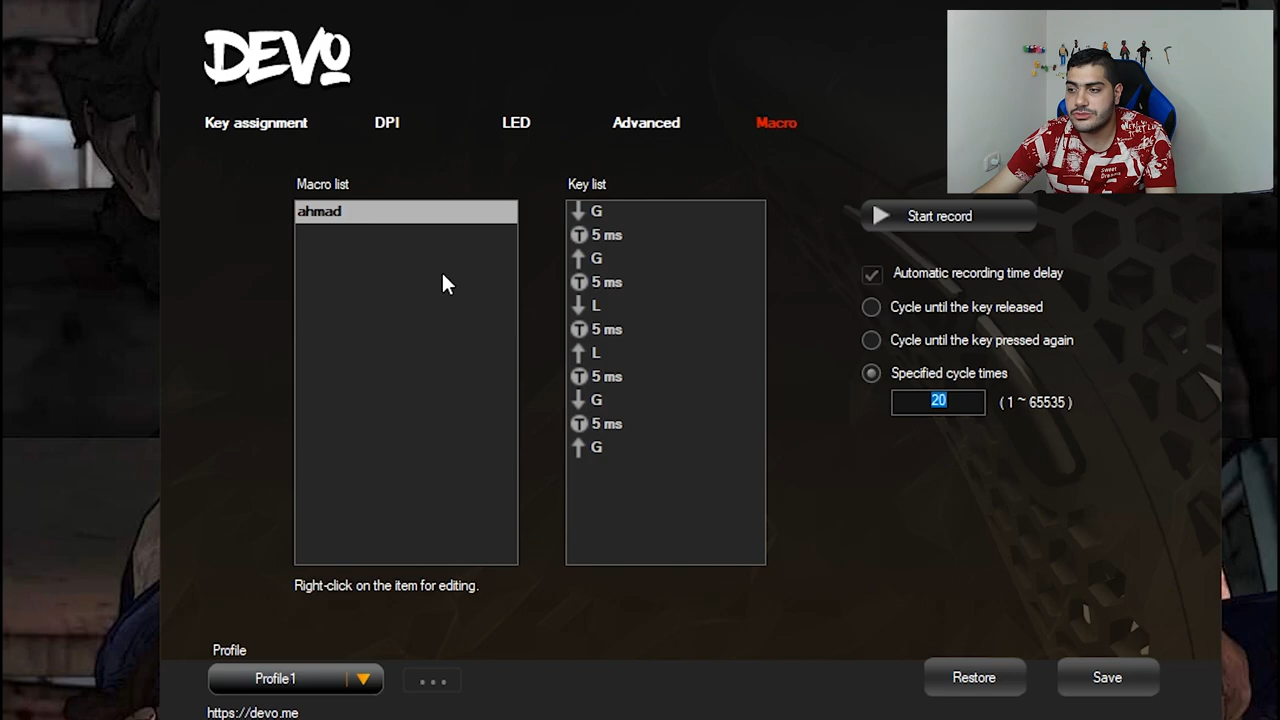 DEVO
Key assignment DPI LED Advanced Macro
Macro list
ahmad
Right-click on the item for editing.
Key list
G
5 ms
G
5 ms
L
5 ms
L
5 ms
G
5 ms
G
Start record
Automatic recording time delay
Cycle until the key released
Cycle until the key pressed again
Specified cycle times
20 ( 1 ~ 65535 )
Profile
Profile1
...
Restore Save
https://devo.me